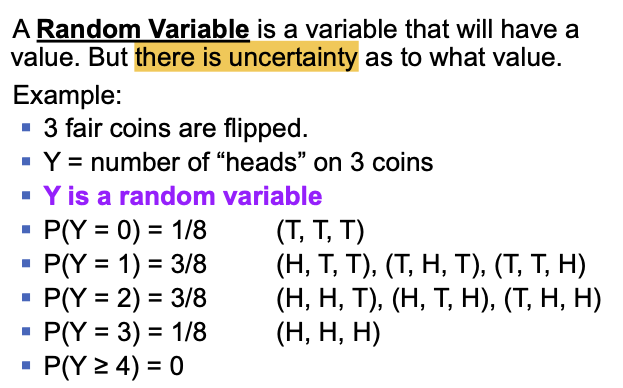 A Random Variable is a variable that will have a
value. But there is uncertainty as to what value.
Example:
▪ 3 fair coins are flipped.
▪ Y = number of “heads” on 3 coins
▪ Y is a random variable
▪ P(Y = 0) = 1/8 (T, T, T)
▪ P(Y = 1) = 3/8 (H, T, T), (T, H, T), (T, T, H)
▪ P(Y = 2) = 3/8 (H, H, T), (H, T, H), (T, H, H)
▪ P(Y = 3) = 1/8 (H, H, H)
▪ P(Y ≥ 4) = 0